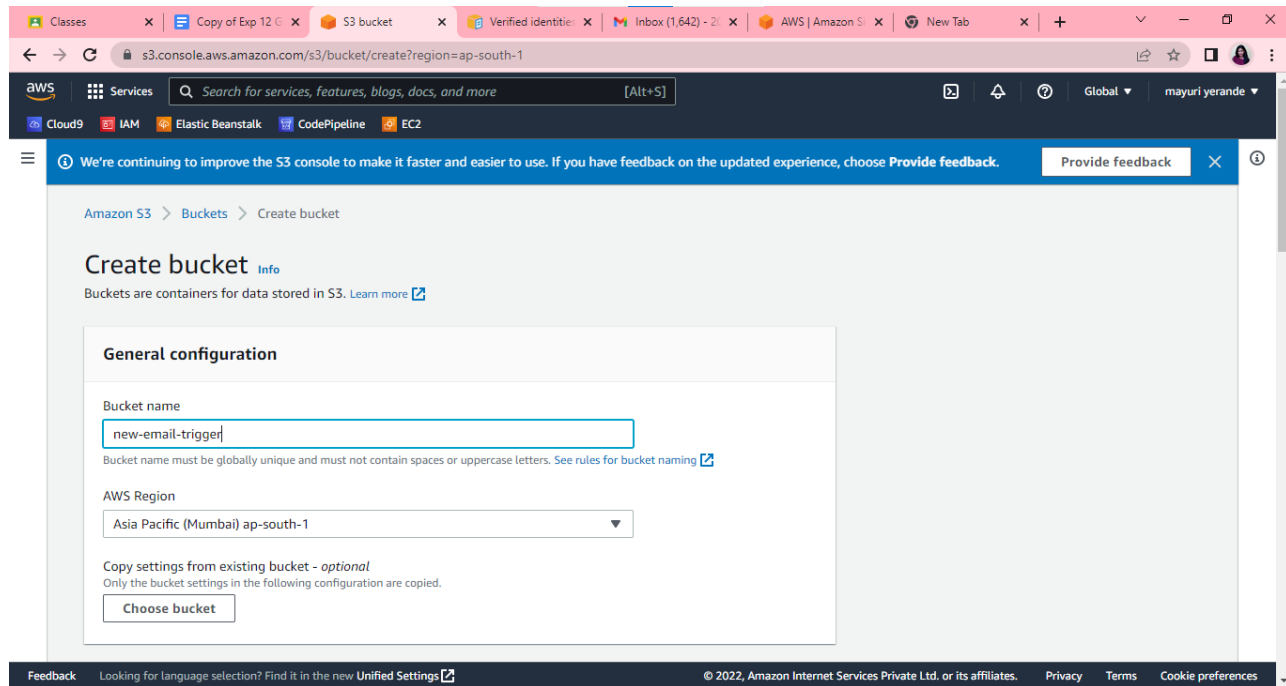 Classes
Copy of Exp 12 G
S3 bucket
Verified identitie
Inbox (1,642) - 20
AWS | Amazon Si
New Tab
s3.console.aws.amazon.com/s3/bucket/create?region=ap-south-1
aws
Services
Search for services, features, blogs, docs, and more [Alt+S]
Global
mayuri yerande
Cloud9 IAM Elastic Beanstalk CodePipeline EC2
We're continuing to improve the S3 console to make it faster and easier to use. If you have feedback on the updated experience, choose Provide feedback.
Provide feedback
Amazon S3 > Buckets > Create bucket
Create bucket Info
Buckets are containers for data stored in S3. Learn more
General configuration
Bucket name
new-email-trigger
Bucket name must be globally unique and must not contain spaces or uppercase letters. See rules for bucket naming
AWS Region
Asia Pacific (Mumbai) ap-south-1
Copy settings from existing bucket - optional
Only the bucket settings in the following configuration are copied.
Choose bucket
Feedback Looking for language selection? Find it in the new Unified Settings © 2022, Amazon Internet Services Private Ltd. or its affiliates. Privacy Terms Cookie preferences